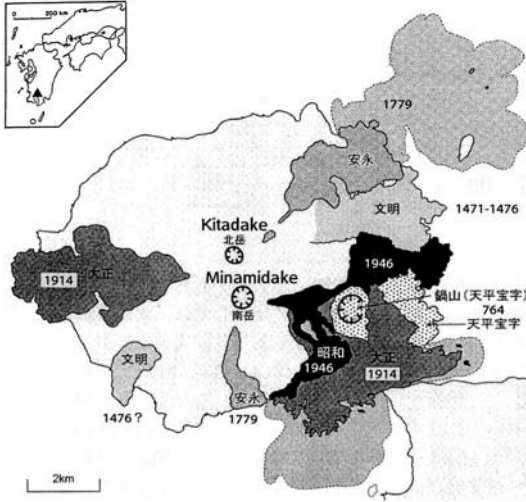 0 200 km
1779
安永
文明
1471-1476
Kitadake
北岳
1946
大正
1914
Minamidake
南岳
鍋山(天平宝字)
764
天平宝字
昭和
1946
大正
1914
文明
1476?
安永
1779
2km